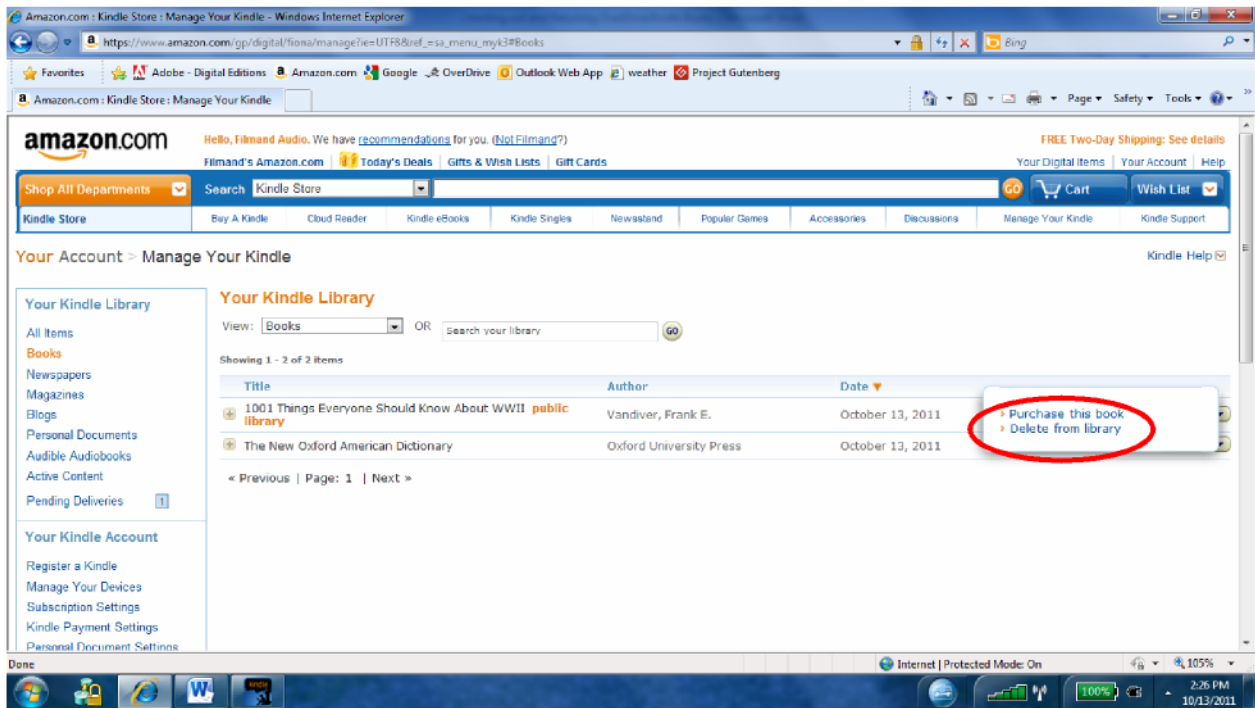 Amazon.com : Kindle Store : Manage Your Kindle - Windows Internet Explorer
https://www.amazon.com/gp/digital/fiona/manage?ie=UTF8&ref_=sa_menu_myk3#Books
Bing
Favorites Adobe - Digital Editions Amazon.com Google OverDrive Outlook Web App weather Project Gutenberg
Amazon.com : Kindle Store : Manage Your Kindle
Page Safety Tools
amazon.com
Hello, Filmand Audio. We have recommendations for you. (Not Filmand?)
FREE Two-Day Shipping: See details
Filmand's Amazon.com | Today's Deals | Gifts & Wish Lists | Gift Cards
Your Digital Items | Your Account | Help
Shop All Departments Search Kindle Store GO Cart Wish List
Kindle Store Buy A Kindle Cloud Reader Kindle eBooks Kindle Singles Newsstand Popular Games Accessories Discussions Manage Your Kindle Kindle Support
Your Account > Manage Your Kindle
Kindle Help
Your Kindle Library
All Items
Books
Newspapers
Magazines
Blogs
Personal Documents
Audible Audiobooks
Active Content
Pending Deliveries 1
Your Kindle Account
Register a Kindle
Manage Your Devices
Subscription Settings
Kindle Payment Settings
Personal Document Settings
Your Kindle Library
View: Books OR Search your library GO
Showing 1 - 2 of 2 items
Title Author Date
1001 Things Everyone Should Know About WWII public
library
Vandiver, Frank E. October 13, 2011
The New Oxford American Dictionary Oxford University Press October 13, 2011
› Purchase this book
› Delete from library
« Previous | Page: 1 | Next »
Done
Internet | Protected Mode: On
105%
100%
2:26 PM
10/13/2011